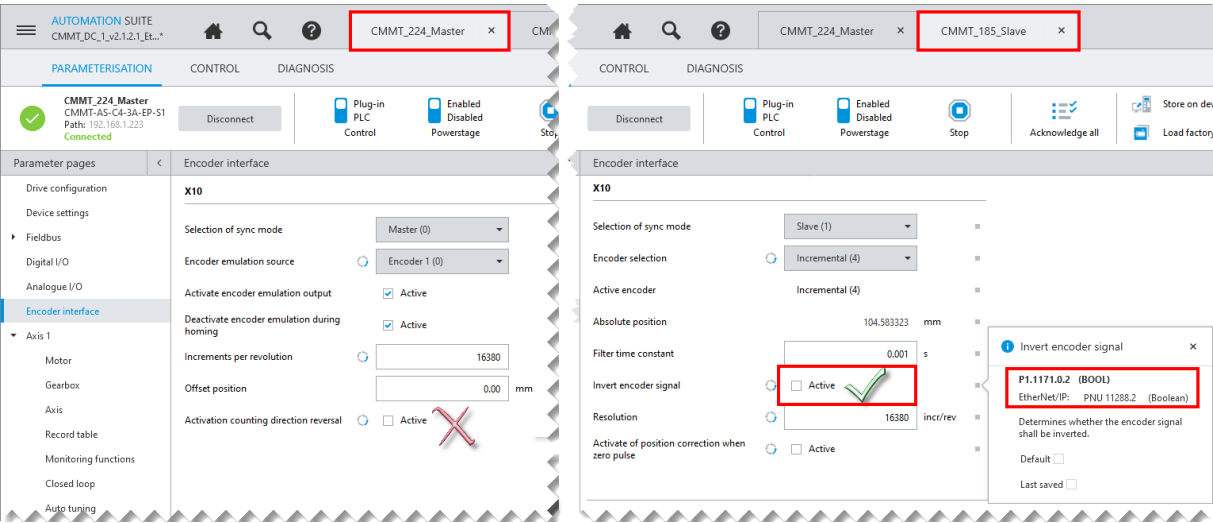 AUTOMATION SUITE
CMMT_DC_1_v2.1.2.1_Et...*
CMMT_224_Master ×
PARAMETERISATION CONTROL DIAGNOSIS
CMMT_224_Master
CMMT-AS-C4-3A-EP-S1
Path: 192.168.1.223
Connected
Disconnect
Plug-in
PLC
Control
Enabled
Disabled
Powerstage
Parameter pages <
Drive configuration
Device settings
Fieldbus
Digital I/O
Analogue I/O
Encoder interface
Axis 1
Motor
Gearbox
Axis
Record table
Monitoring functions
Closed loop
Auto tuning
Encoder interface
X10
Selection of sync mode Master (0)
Encoder emulation source Encoder 1 (0)
Activate encoder emulation output Active
Deactivate encoder emulation during
homing Active
Increments per revolution 16380
Offset position 0.00 mm
Activation counting direction reversal Active
CMMT_224_Master × CMMT_185_Slave ×
CONTROL DIAGNOSIS
Disconnect
Plug-in
PLC
Control
Enabled
Disabled
Powerstage
Stop
Acknowledge all
Store on dev
Load factory
Encoder interface
X10
Selection of sync mode Slave (1)
Encoder selection Incremental (4)
Active encoder Incremental (4)
Absolute position 104.583323 mm
Filter time constant 0.001 s
Invert encoder signal Active
Resolution 16380 incr/rev
Activate of position correction when
zero pulse Active
Invert encoder signal ×
P1.1171.0.2 (BOOL)
EtherNet/IP: PNU 11288.2 (Boolean)
Determines whether the encoder signal
shall be inverted.
Default
Last saved